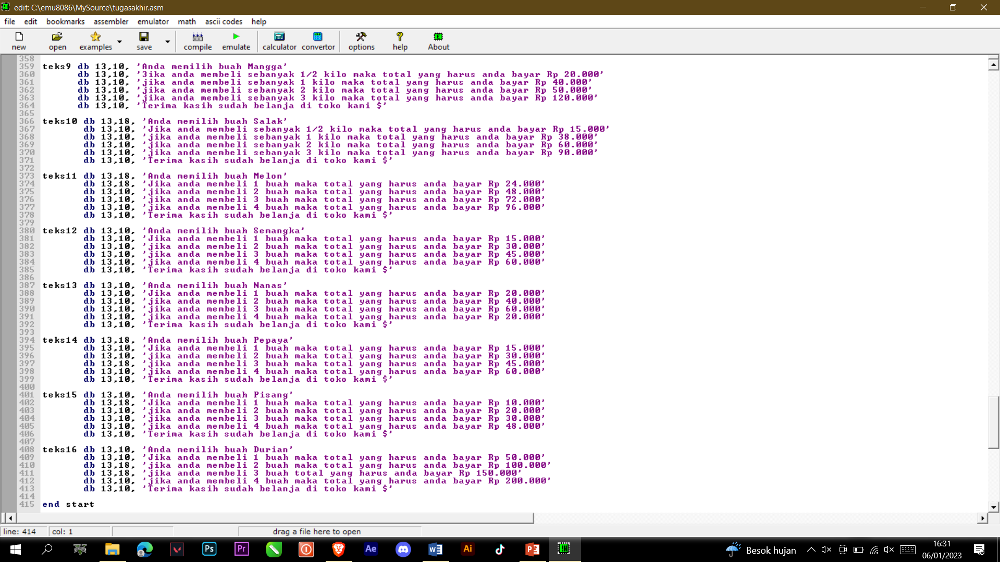 edit: C:\emu8086\MySource\tugasakhir.asm
file edit bookmarks assembler emulator math ascii codes help
new open examples save compile emulate calculator convertor options help About
358
359 teks9 db 13,10, 'Anda memilih buah Mangga'
360 db 13,10, '3ika anda membeli sebanyak 1/2 kilo maka total yang harus anda bayar Rp 20.000'
361 db 13,10, 'jika anda membeli sebanyak 1 kilo maka total yang harus anda bayar Rp 40.000'
362 db 13,10, 'jika anda membeli sebanyak 2 kilo maka total yang harus anda bayar Rp 50.000'
363 db 13,10, 'jika anda membeli sebanyak 3 kilo maka total yang harus anda bayar Rp 120.000'
364 db 13,10, 'Terima kasih sudah belanja di toko kami $'
365
366 teks10 db 13,18, 'Anda memilih buah Salak'
367 db 13,10, 'Jika anda membeli sebanyak 1/2 kilo maka total yang harus anda bayar Rp 15.000'
368 db 13,10, 'jika anda membeli sebanyak 1 kilo maka total yang harus anda bayar Rp 38.000'
369 db 13,10, 'jika anda membeli sebanyak 2 kilo maka total yang harus anda bayar Rp 60.000'
370 db 13,10, 'jika anda membeli sebanyak 3 kilo maka total yang harus anda bayar Rp 90.000'
371 db 13,10, 'Terima kasih sudah belanja di toko kami $'
372
373 teks11 db 13,18, 'Anda memilih buah Melon'
374 db 13,18, 'Jika anda membeli 1 buah maka total yang harus anda bayar Rp 24.000'
375 db 13,10, 'jika anda membeli 2 buah maka total yang harus anda bayar Rp 48.000'
376 db 13,10, 'jika anda membeli 3 buah maka total yang harus anda bayar Rp 72.000'
377 db 13,10, 'jika anda membeli 4 buah maka total yang harus anda bayar Rp 96.000'
378 db 13,10, 'Terima kasih sudah belanja di toko kami $'
379
380 teks12 db 13,10, 'Anda memilih buah Semangka'
381 db 13,10, 'Jika anda membeli 1 buah maka total yang harus anda bayar Rp 15.000'
382 db 13,10, 'jika anda membeli 2 buah maka total yang harus anda bayar Rp 30.000'
383 db 13,10, 'jika anda membeli 3 buah maka total yang harus anda bayar Rp 45.000'
384 db 13,10, 'jika anda membeli 4 buah maka total yang harus anda bayar Rp 60.000'
385 db 13,10, 'Terima kasih sudah belanja di toko kami $'
386
387 teks13 db 13,10, 'Anda memilih buah Nanas'
388 db 13,10, 'Jika anda membeli 1 buah maka total yang harus anda bayar Rp 20.000'
389 db 13,10, 'jika anda membeli 2 buah maka total yang harus anda bayar Rp 40.000'
390 db 13,10, 'jika anda membeli 3 buah maka total yang harus anda bayar Rp 60.000'
391 db 13,10, 'jika anda membeli 4 buah maka total yang harus anda bayar Rp 20.000'
392 db 13,10, 'Terima kasih sudah belanja di toko kami $'
393
394 teks14 db 13,18, 'Anda memilih buah Pepaya'
395 db 13,10, 'Jika anda membeli 1 buah maka total yang harus anda bayar Rp 15.000'
396 db 13,10, 'jika anda membeli 2 buah maka total yang harus anda bayar Rp 30.000'
397 db 13,18, 'jika anda membeli 3 buah maka total yang harus anda bayar Rp 45.000'
398 db 13,10, 'jika anda membeli 4 buah maka total yang harus anda bayar Rp 60.000'
399 db 13,10, 'Terima kasih sudah belanja di toko kami $'
400
401 teks15 db 13,10, 'Anda memilih buah Pisang'
402 db 13,18, 'Jika anda membeli 1 buah maka total yang harus anda bayar Rp 10.000'
403 db 13,10, 'jika anda membeli 2 buah maka total yang harus anda bayar Rp 20.000'
404 db 13,10, 'jika anda membeli 3 buah maka total yang harus anda bayar Rp 30.000'
405 db 13,10, 'jika anda membeli 4 buah maka total yang harus anda bayar Rp 48.000'
406 db 13,10, 'Terima kasih sudah belanja di toko kami $'
407
408 teks16 db 13,10, 'Anda memilih buah Durian'
409 db 13,10, 'Jika anda membeli 1 buah maka total yang harus anda bayar Rp 50.000'
410 db 13,18, 'jika anda membeli 2 buah maka total yang harus anda bayar Rp 100.000'
411 db 13,18, 'jika anda membeli 3 buah total yang harus anda bayar Rp 150.000'
412 db 13,10, 'jika anda membeli 4 buah maka total yang harus anda bayar Rp 200.000'
413 db 13,10, 'Terima kasih sudah belanja di toko kami $'
414
415 end start
line: 414 col: 1 drag a file here to open
Ps Pr Ae Ai Besok hujan 16:31
06/01/2023